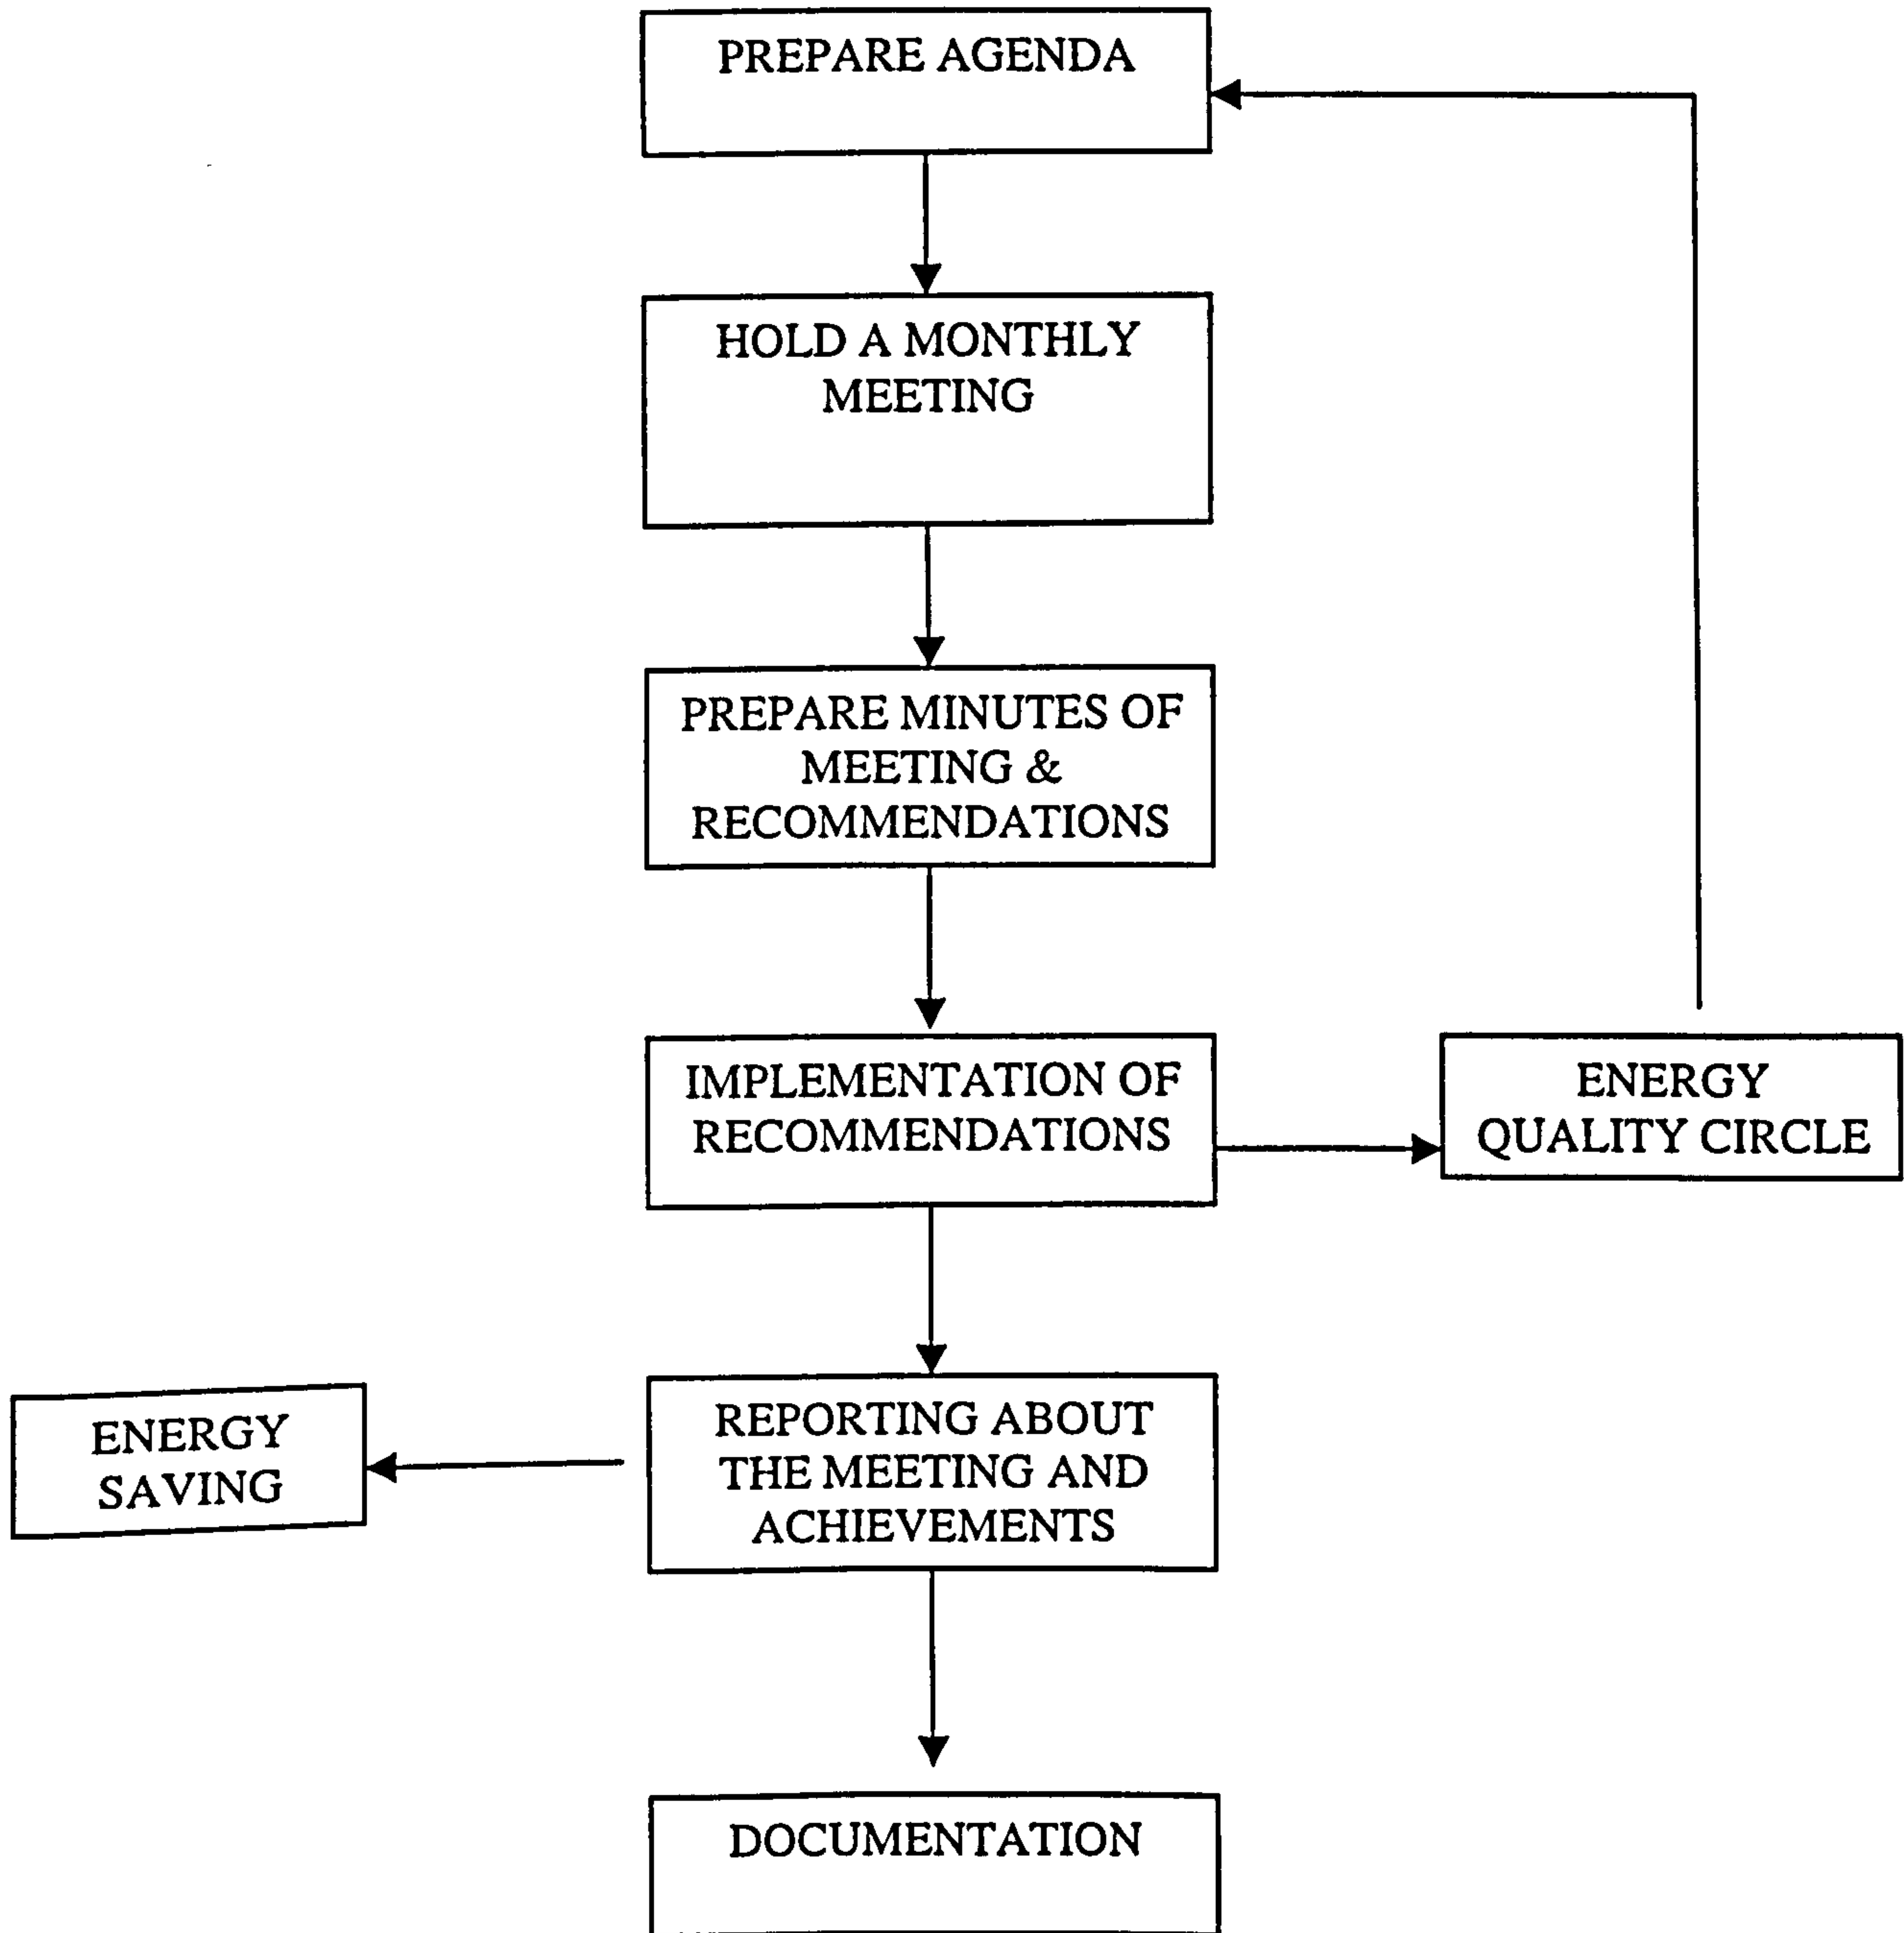 PREPARE AGENDA
HOLD A MONTHLY
MEETING
PREPARE MINUTES OF
MEETING &
RECOMMENDATIONS
IMPLEMENTATION OF
RECOMMENDATIONS
ENERGY
QUALITY CIRCLE
ENERGY
SAVING
REPORTING ABOUT
THE MEETING AND
ACHIEVEMENTS
DOCUMENTATION